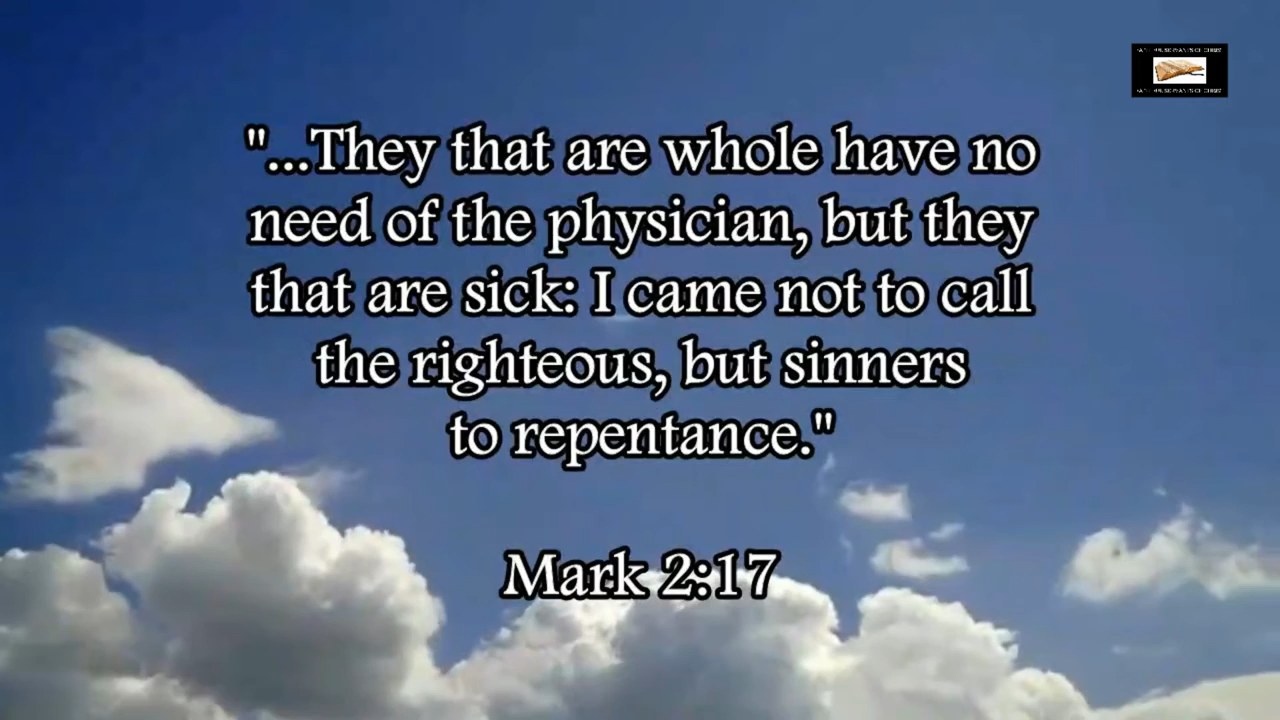 "...They that are whole have no
need of the physician, but they
that are sick: I came not to call
the righteous, but sinners
to repentance."
Mark 2:17